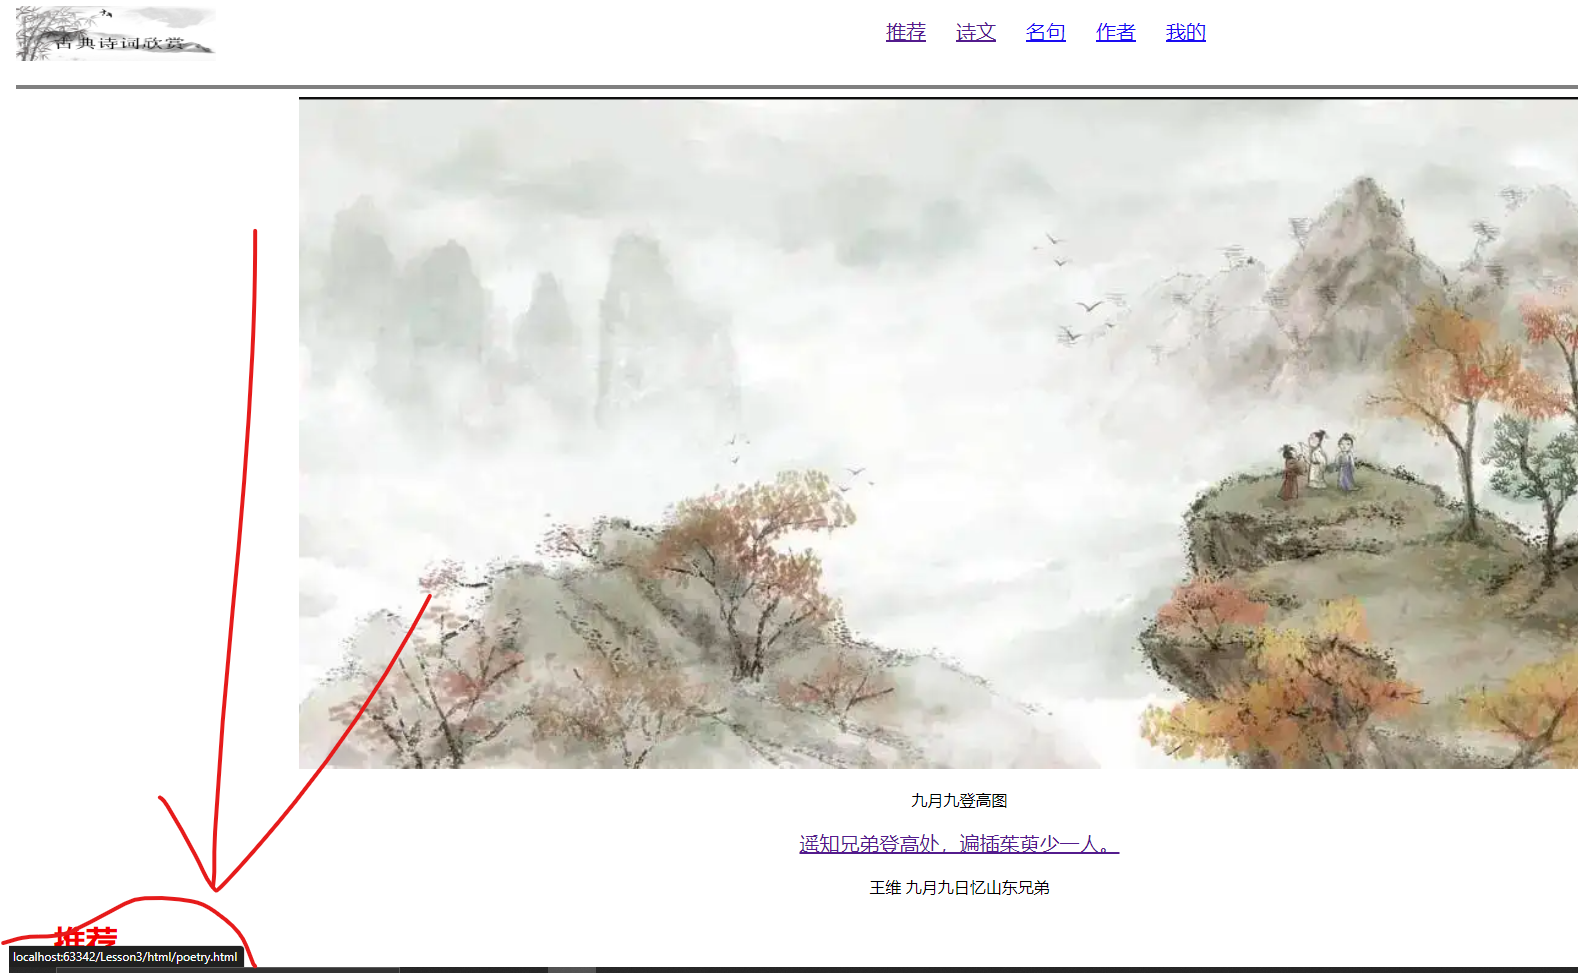 古典诗词欣赏
推荐 诗文 名句 作者 我的
九月九登高图
遥知兄弟登高处，遍插茱萸少一人。
王维 九月九日忆山东兄弟
推荐
localhost:63342/Lesson3/html/poetry.html